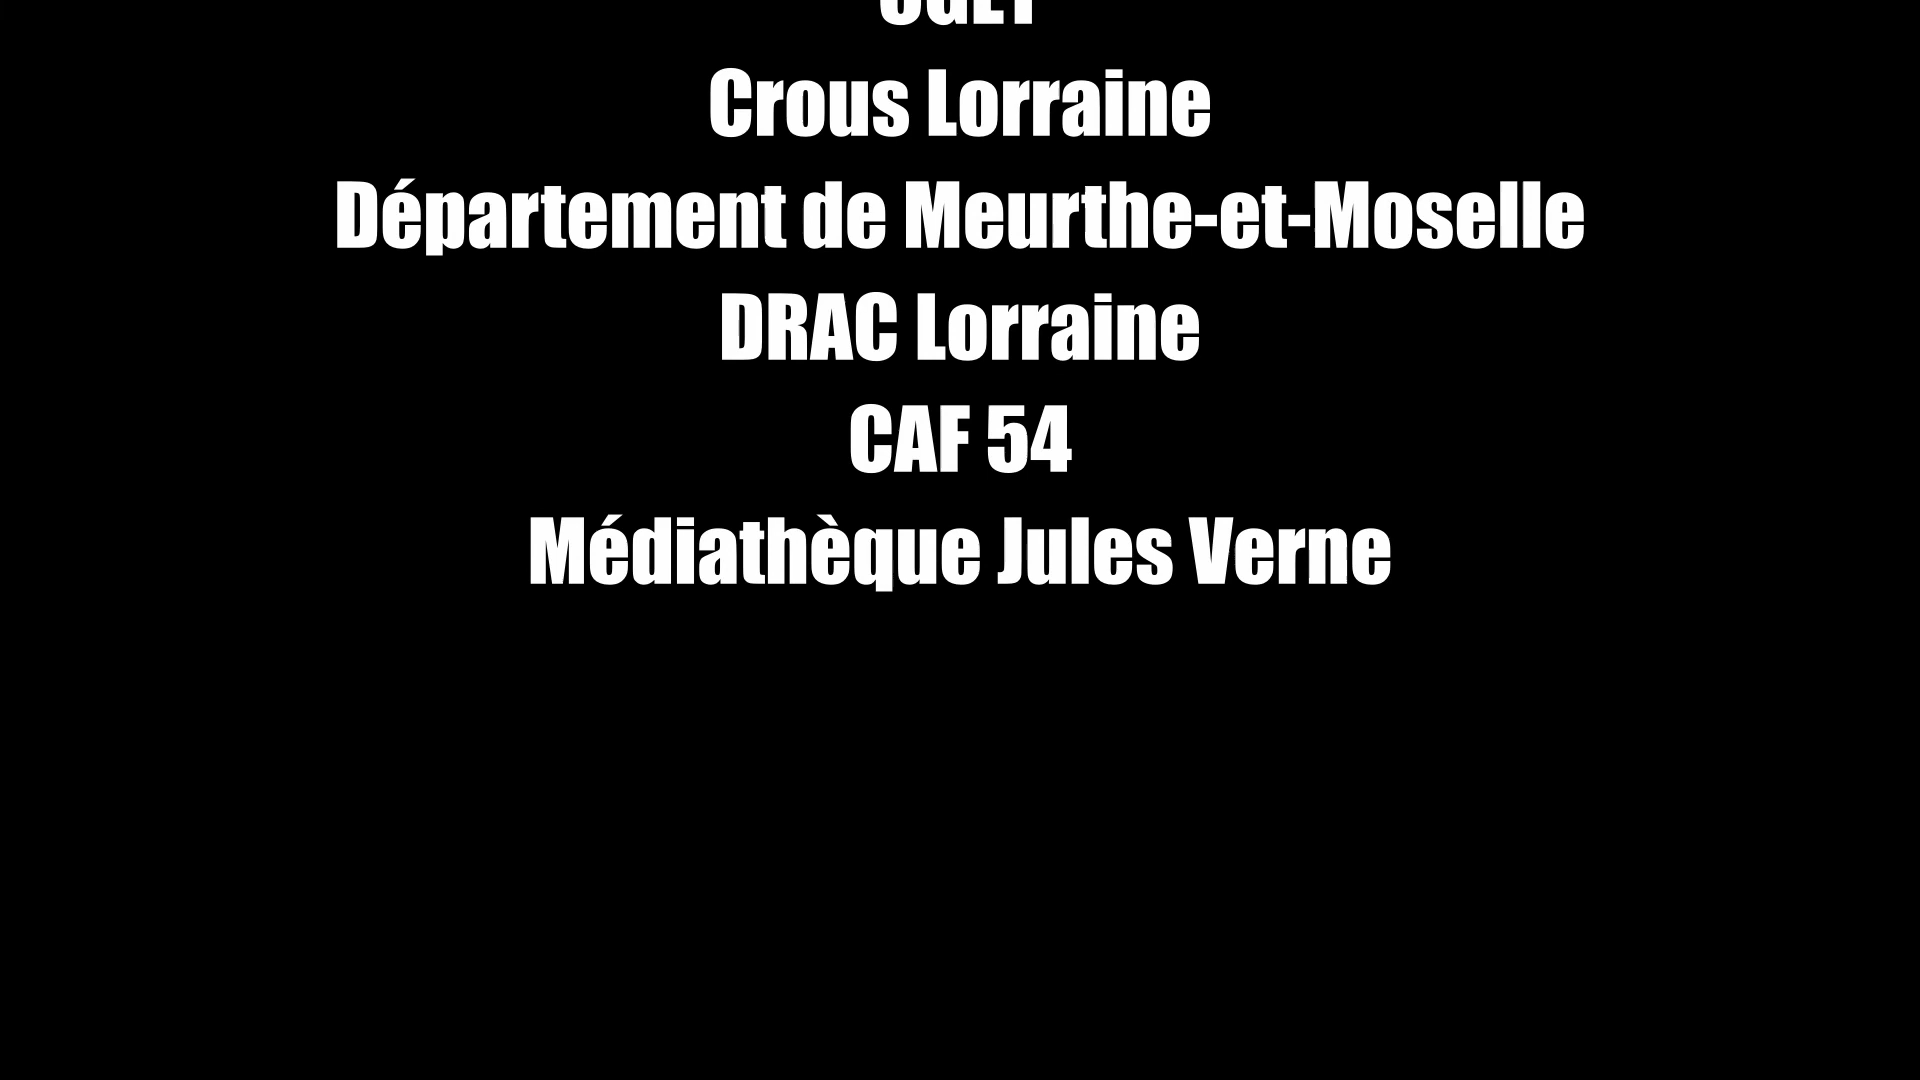 Crous Lorraine
Département de Meurthe-et-Moselle
DRAC Lorraine
CAF 54
Médiathèque Jules Verne